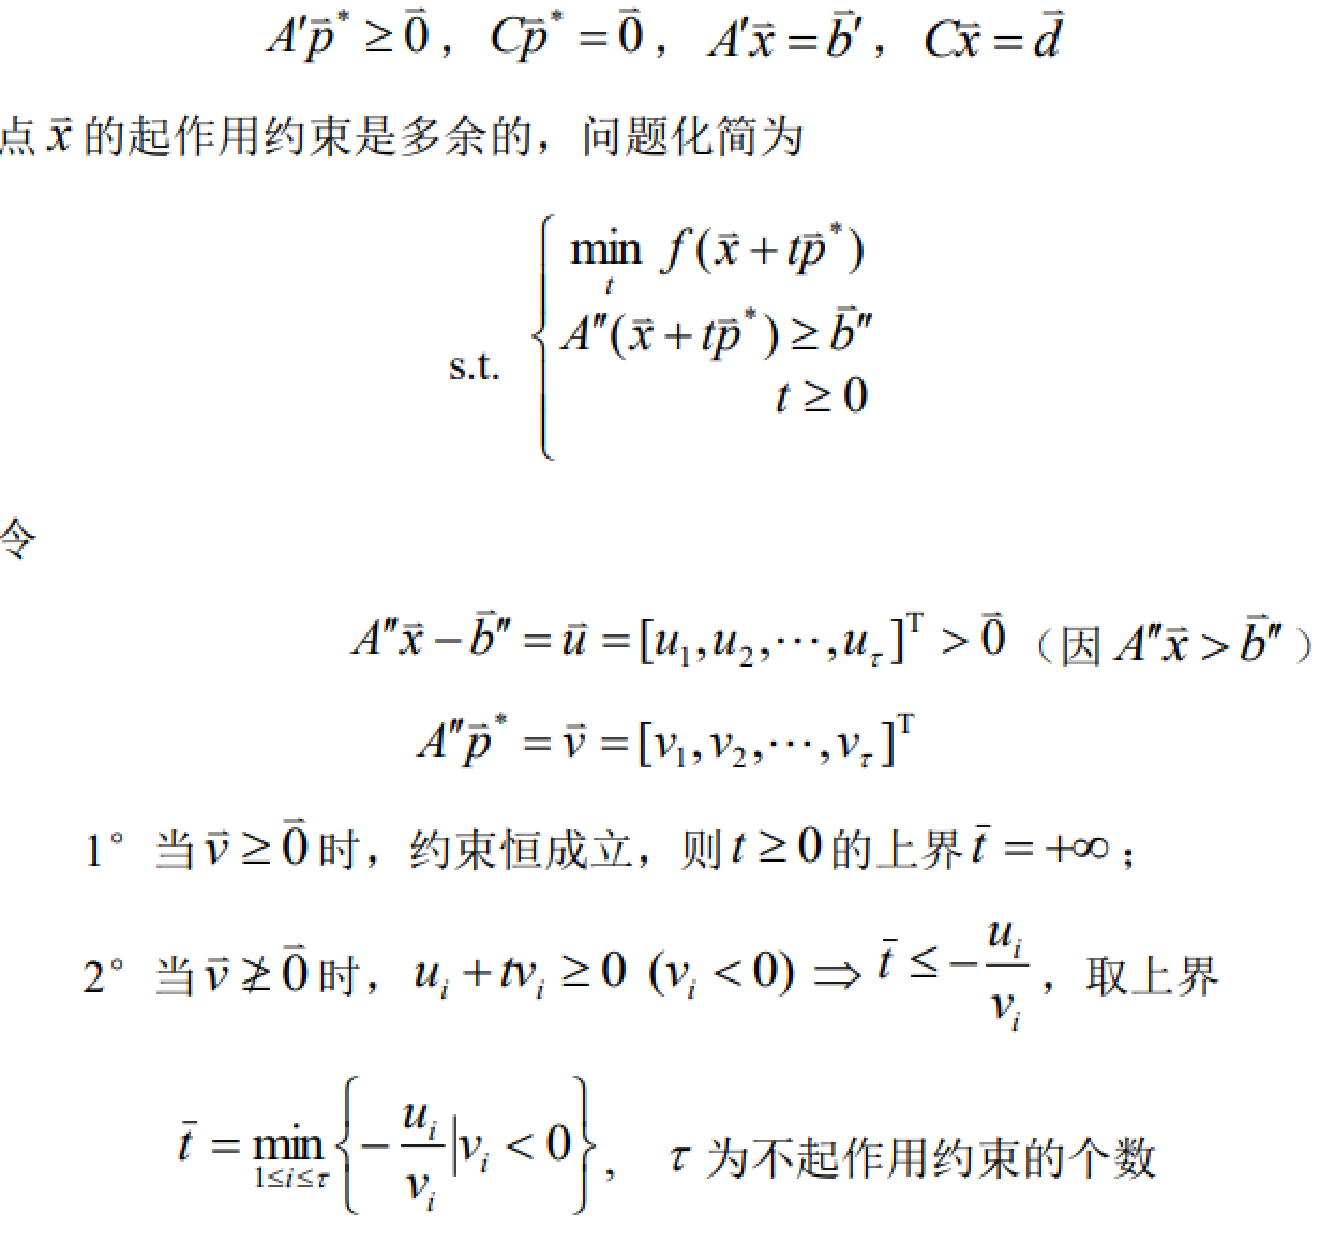 A′p⃗* ≥ 0⃗， Cp⃗* = 0⃗， A′x⃗ = b⃗′， Cx⃗ = d⃗
点 x⃗ 的起作用约束是多余的，问题化简为
min f(x⃗ + tp⃗*)
t
A″(x⃗ + tp⃗*) ≥ b⃗″
s.t.
t ≥ 0
令
A″x⃗ − b⃗″ = u⃗ = [u₁,u₂,⋯,u_τ]ᵀ > 0⃗（因 A″x⃗ > b⃗″）
A″p⃗* = v⃗ = [v₁,v₂,⋯,v_τ]ᵀ
1° 当 v⃗ ≥ 0⃗ 时，约束恒成立，则 t ≥ 0 的上界 t̄ = +∞；
2° 当 v⃗ ≱ 0⃗ 时，u_i + tv_i ≥ 0 (v_i < 0) ⇒ t̄ ≤ −u_i/v_i，取上界
t̄ = min_{1≤i≤τ} {−u_i/v_i | v_i < 0}， τ 为不起作用约束的个数